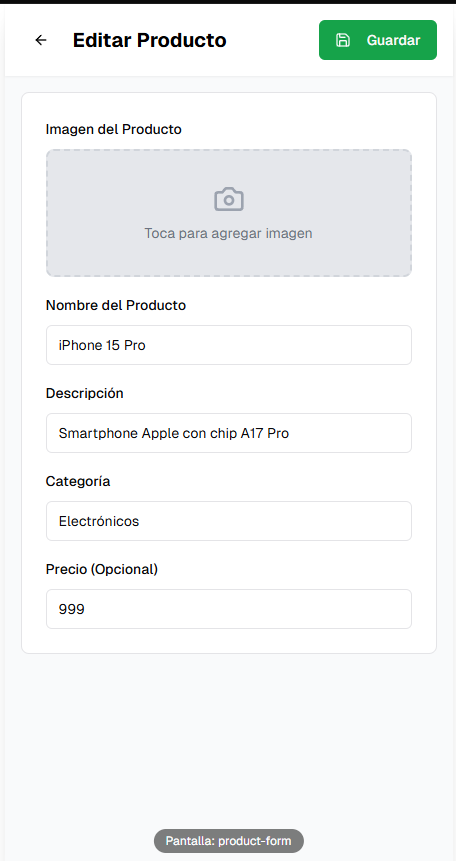 Editar Producto
Guardar
Imagen del Producto
Toca para agregar imagen
Nombre del Producto
iPhone 15 Pro
Descripción
Smartphone Apple con chip A17 Pro
Categoría
Electrónicos
Precio (Opcional)
999
Pantalla: product-form